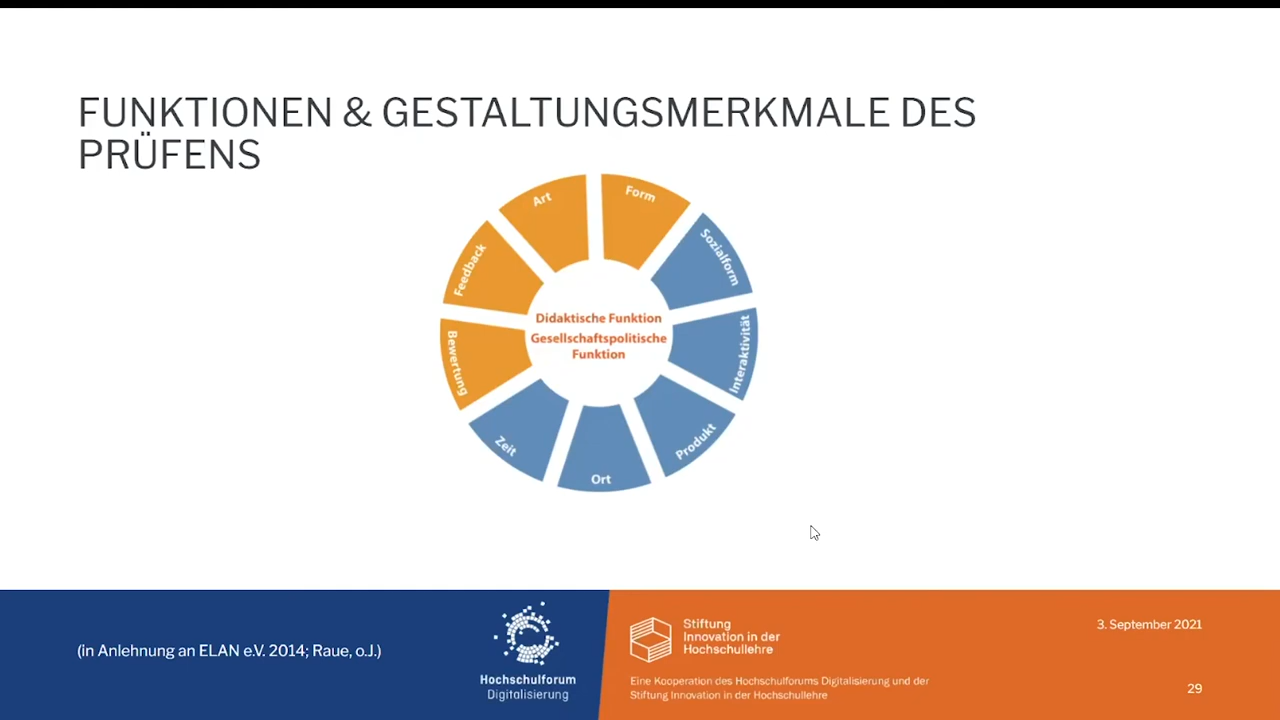 FUNKTIONEN & GESTALTUNGSMERKMALE DES
PRÜFENS
Art
Form
Sozialform
Interaktivität
Produkt
Ort
Zeit
Bewertung
Feedback
Didaktische Funktion
Gesellschaftspolitische
Funktion
(in Anlehnung an ELAN e.V. 2014; Raue, o.J.)
Hochschulforum
Digitalisierung
Stiftung
Innovation in der
Hochschullehre
Eine Kooperation des Hochschulforums Digitalisierung und der
Stiftung Innovation in der Hochschullehre
3. September 2021
29